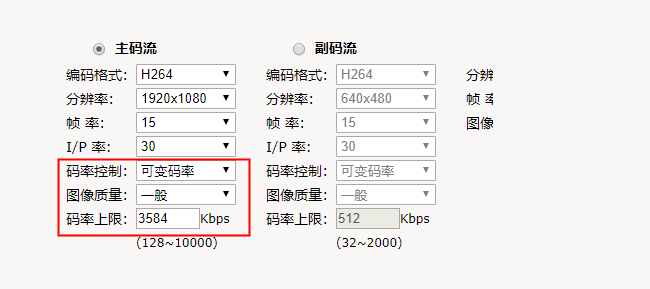 主码流 副码流
编码格式： H264 编码格式： H264 分辨
分辨率： 1920x1080 分辨率： 640x480 帧 率
帧 率： 15 帧 率： 15 图像
I/P 率： 30 I/P 率： 30
码率控制： 可变码率 码率控制： 可变码率
图像质量： 一般 图像质量： 一般
码率上限： 3584 Kbps 码率上限： 512 Kbps
(128~10000) (32~2000)